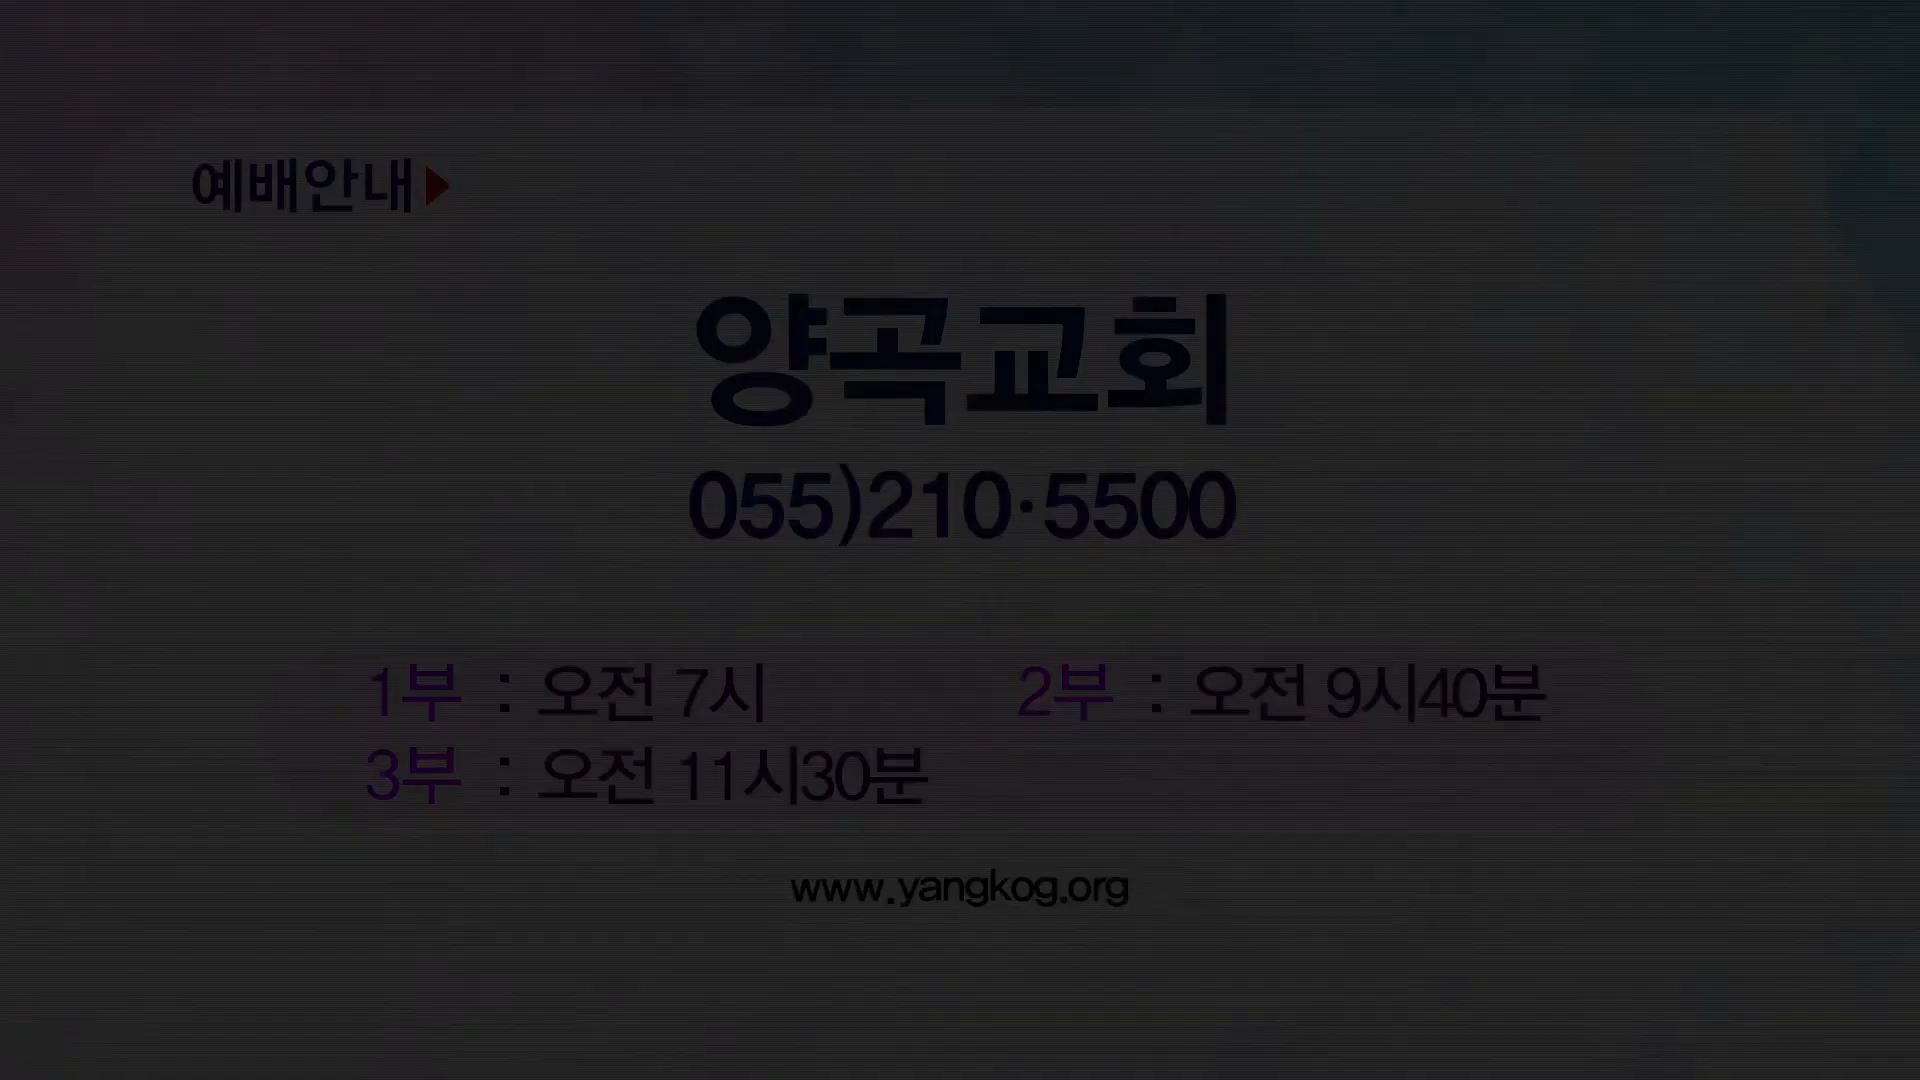 예배안내▶
양곡교회
055)210·5500
1부 : 오전 7시 2부 : 오전 9시40분
3부 : 오전 11시30분
www.yangkog.org